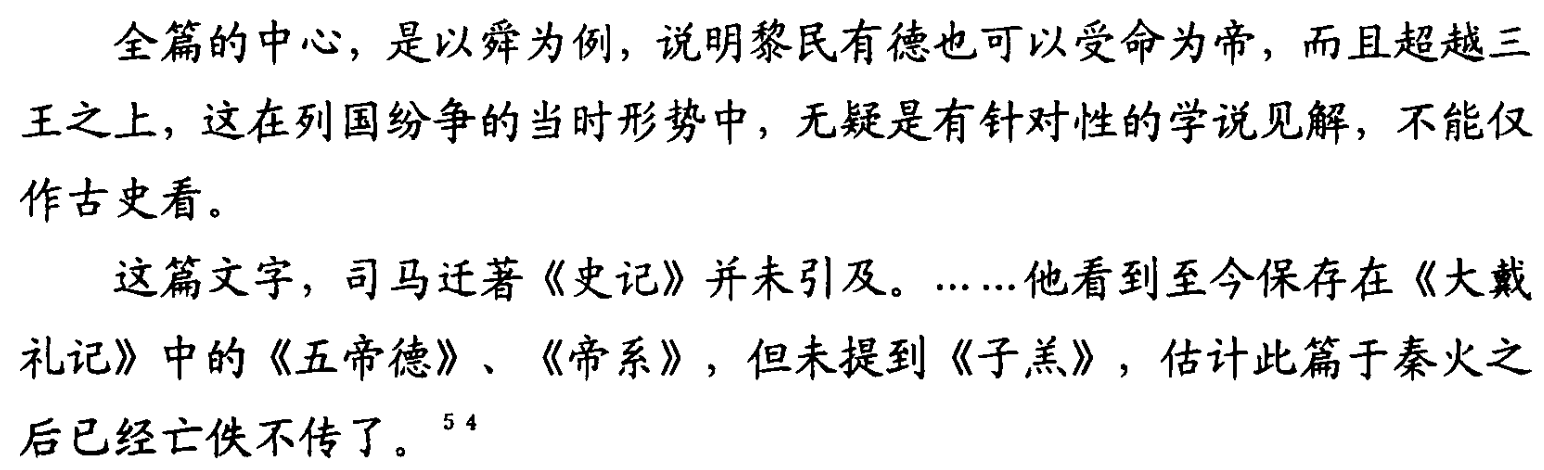 全篇的中心，是以舜为例，说明黎民有德也可以受命为帝，而且超越三
王之上，这在列国纷争的当时形势中，无疑是有针对性的学说见解，不能仅
作古史看。
这篇文字，司马迁著《史记》并未引及。……他看到至今保存在《大戴
礼记》中的《五帝德》、《帝系》，但未提到《子羔》，估计此篇于秦火之
后已经亡佚不传了。54